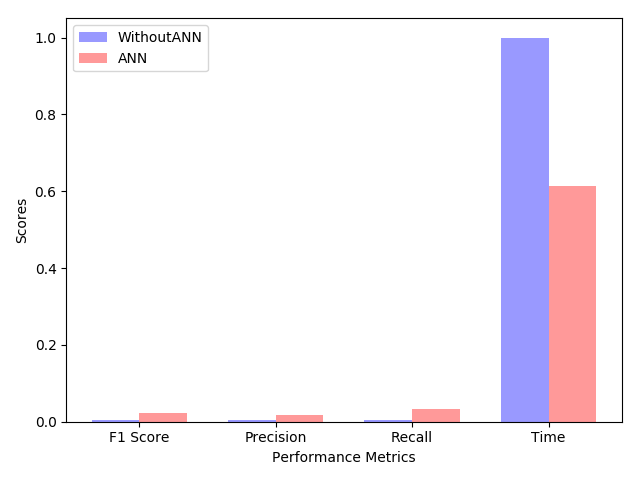 WithoutANN
ANN
1.0
0.8
0.6
0.4
0.2
0.0
Scores
F1 Score Precision Recall Time
Performance Metrics